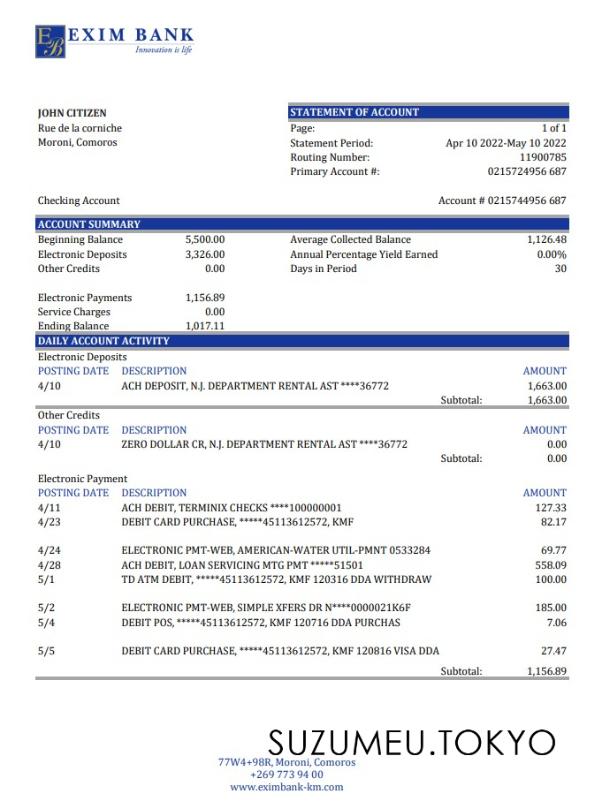 EXIM BANK
Innovation is life
JOHN CITIZEN
Rue de la corniche
Moroni, Comoros
STATEMENT OF ACCOUNT
Page: 1 of 1
Statement Period: Apr 10 2022-May 10 2022
Routing Number: 11900785
Primary Account #: 0215724956 687
Checking Account Account # 0215744956 687
ACCOUNT SUMMARY
Beginning Balance 5,500.00 Average Collected Balance 1,126.48
Electronic Deposits 3,326.00 Annual Percentage Yield Earned 0.00%
Other Credits 0.00 Days in Period 30
Electronic Payments 1,156.89
Service Charges 0.00
Ending Balance 1,017.11
DAILY ACCOUNT ACTIVITY
Electronic Deposits
POSTING DATE DESCRIPTION AMOUNT
4/10 ACH DEPOSIT, N.J. DEPARTMENT RENTAL AST ****36772 1,663.00
Subtotal: 1,663.00
Other Credits
POSTING DATE DESCRIPTION AMOUNT
4/10 ZERO DOLLAR CR, N.J. DEPARTMENT RENTAL AST ****36772 0.00
Subtotal: 0.00
Electronic Payment
POSTING DATE DESCRIPTION AMOUNT
4/11 ACH DEBIT, TERMINIX CHECKS ****100000001 127.33
4/23 DEBIT CARD PURCHASE, *****45113612572, KMF 82.17
4/24 ELECTRONIC PMT-WEB, AMERICAN-WATER UTIL-PMNT 0533284 69.77
4/28 ACH DEBIT, LOAN SERVICING MTG PMT *****51501 558.09
5/1 TD ATM DEBIT, *****45113612572, KMF 120316 DDA WITHDRAW 100.00
5/2 ELECTRONIC PMT-WEB, SIMPLE XFERS DR N****0000021K6F 185.00
5/4 DEBIT POS, *****45113612572, KMF 120716 DDA PURCHAS 7.06
5/5 DEBIT CARD PURCHASE, *****45113612572, KMF 120816 VISA DDA 27.47
Subtotal: 1,156.89
SUZUMEU.TOKYO
77W4+98R, Moroni, Comoros
+269 773 94 00
www.eximbank-km.com